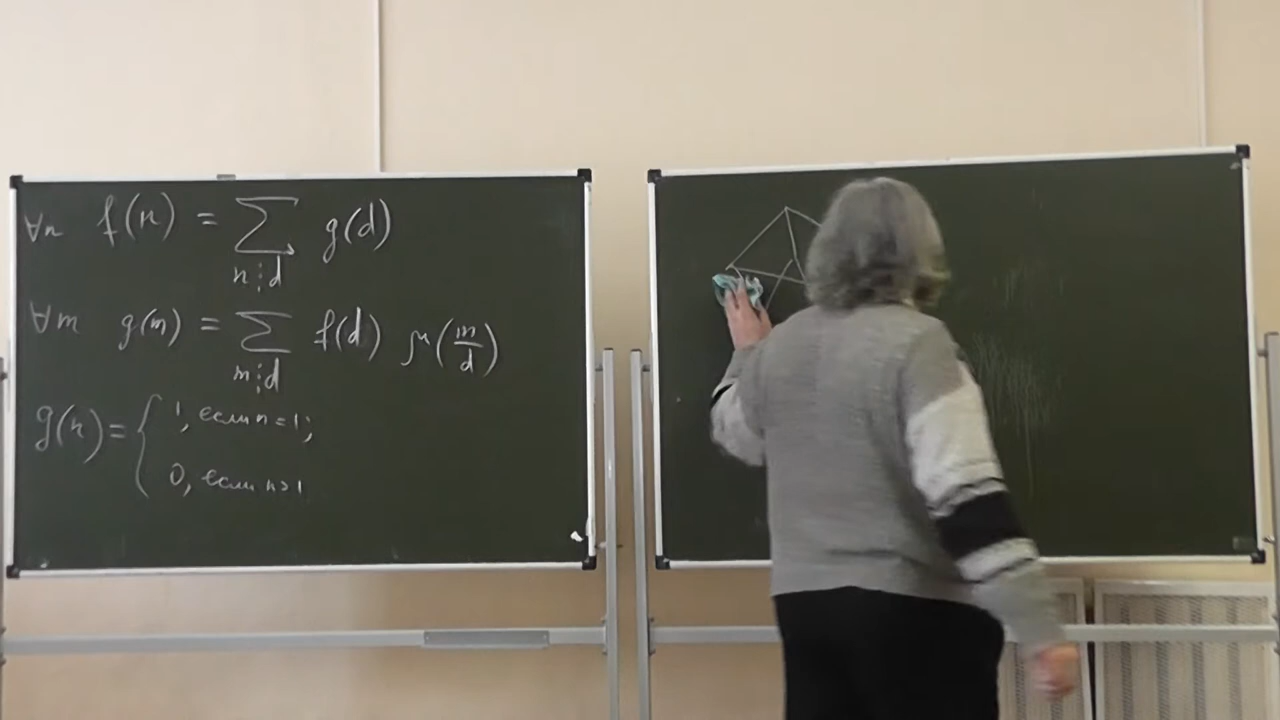 ∀n f(n) = ∑ g(d)
n⋮d
∀m g(m) = ∑ f(d) μ(m/d)
m⋮d
g(n) = { 1, если n = 1;
0, если n > 1